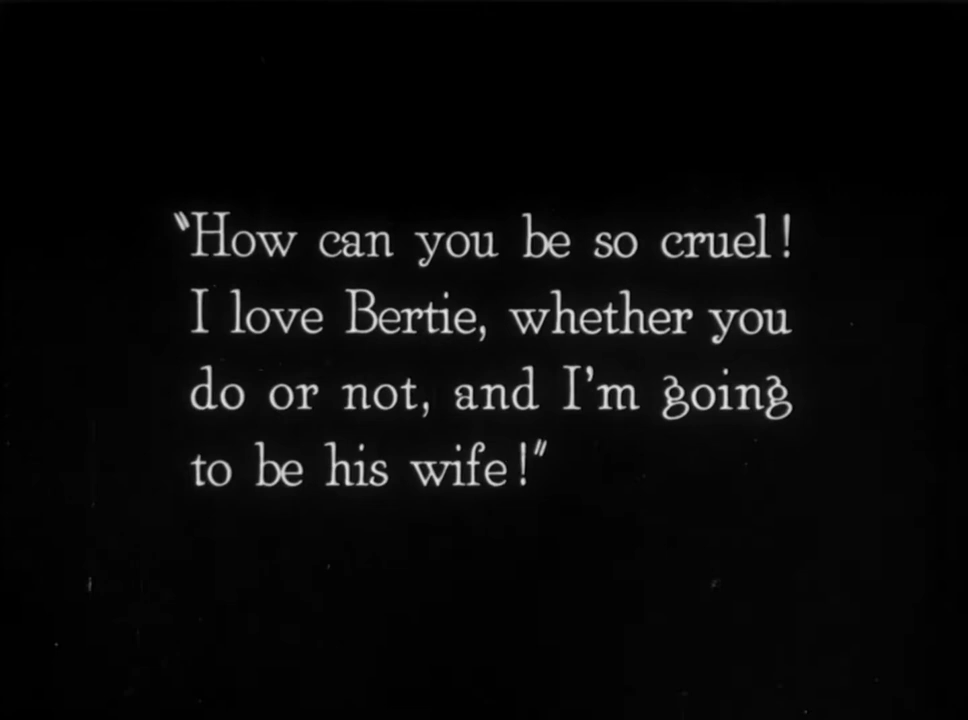 "How can you be so cruel!
I love Bertie, whether you
do or not, and I'm going
to be his wife!"